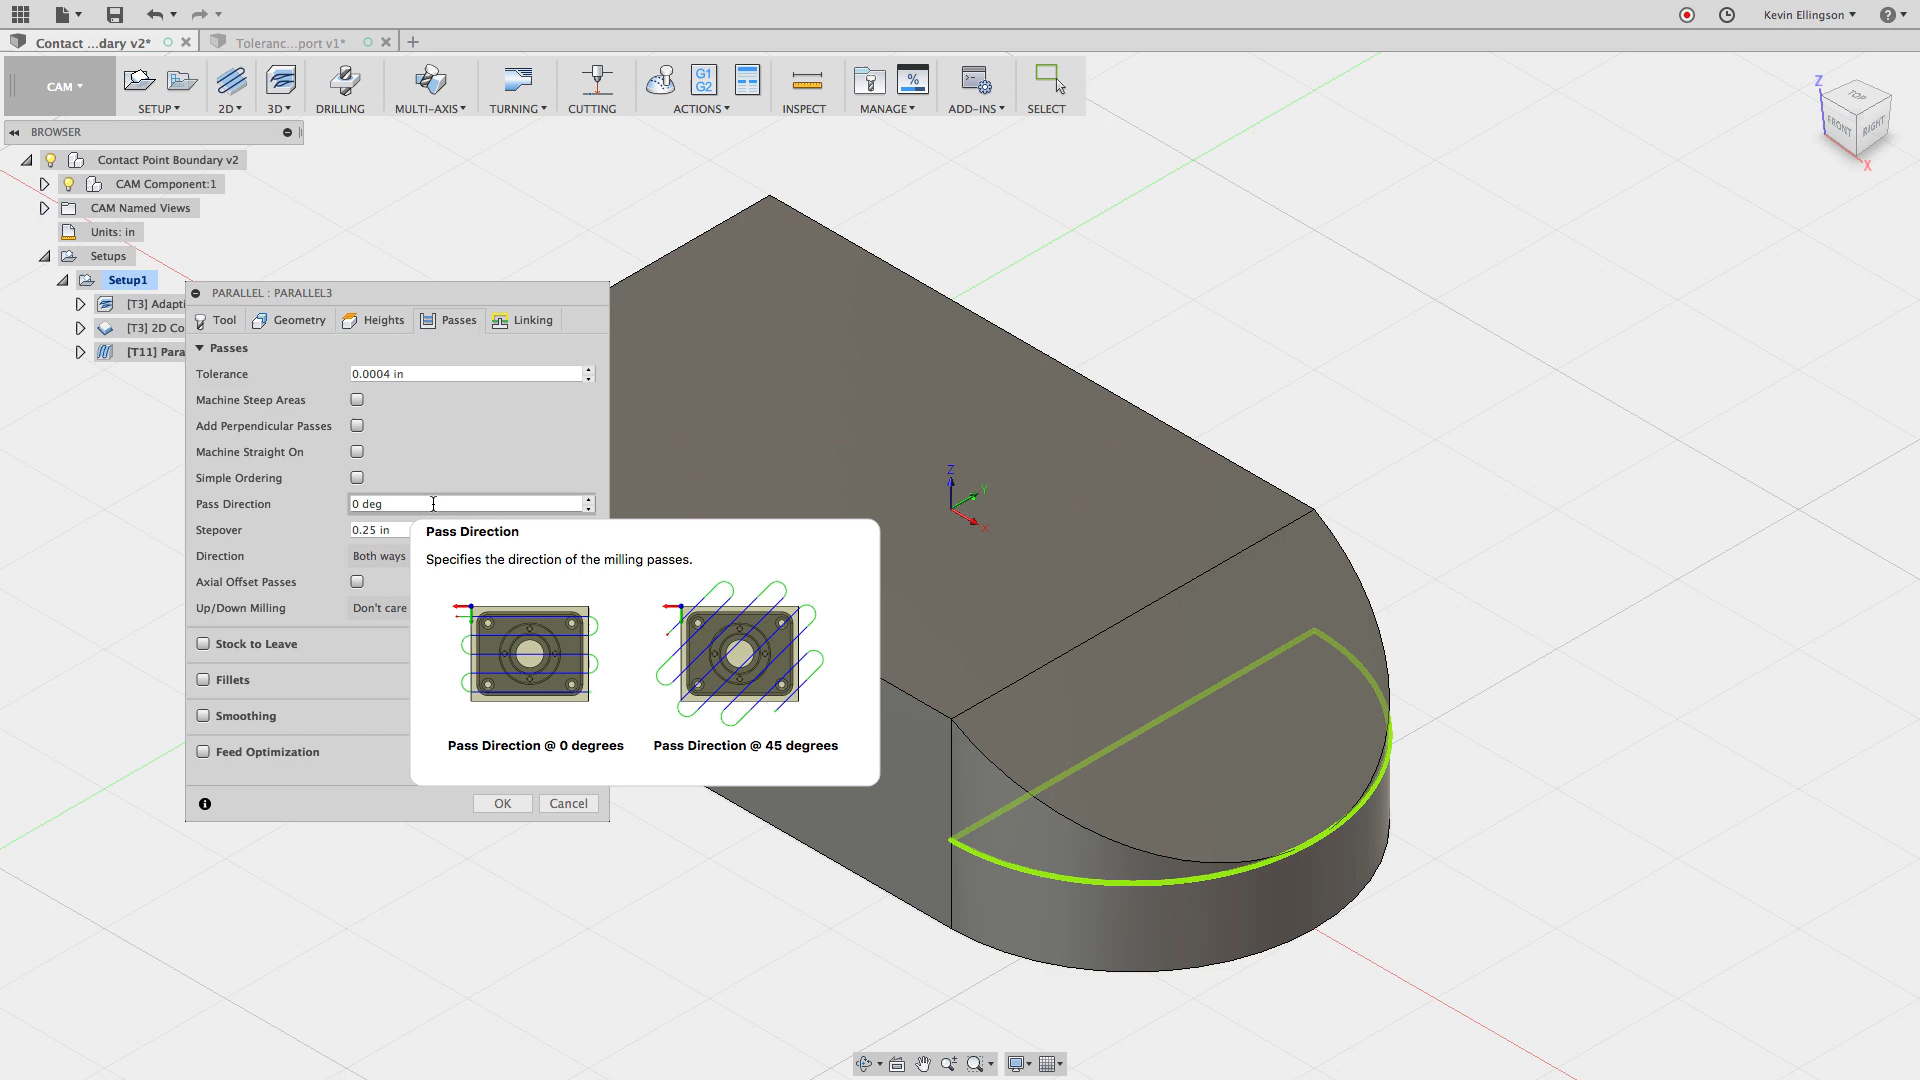 Kevin Ellingson
?
Contact ...dary v2*
Toleranc...port v1*
CAM
SETUP
2D
3D
DRILLING
MULTI-AXIS
TURNING
CUTTING
G1
G2
ACTIONS
INSPECT
%
MANAGE
ADD-INS
SELECT
BROWSER
Contact Point Boundary v2
CAM Component:1
CAM Named Views
Units: in
Setups
Setup1
[T3] Adapti
[T3] 2D Co
[T11] Para
PARALLEL : PARALLEL3
Tool
Geometry
Heights
Passes
Linking
Passes
Tolerance
0.0004 in
Machine Steep Areas
Add Perpendicular Passes
Machine Straight On
Simple Ordering
Pass Direction
0 deg
Stepover
0.25 in
Direction
Both ways
Axial Offset Passes
Up/Down Milling
Don't care
Stock to Leave
Fillets
Smoothing
Feed Optimization
OK
Cancel
Pass Direction
Specifies the direction of the milling passes.
Pass Direction @ 0 degrees
Pass Direction @ 45 degrees
Z
Y
X
Z
TOP
FRONT
RIGHT
X